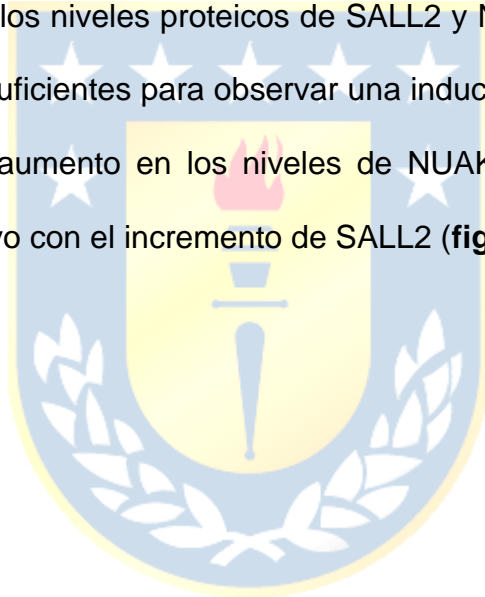 los niveles proteicos de SALL2 y
uficientes para observar una induc
aumento en los niveles de NUAK
vo con el incremento de SALL2 (fig